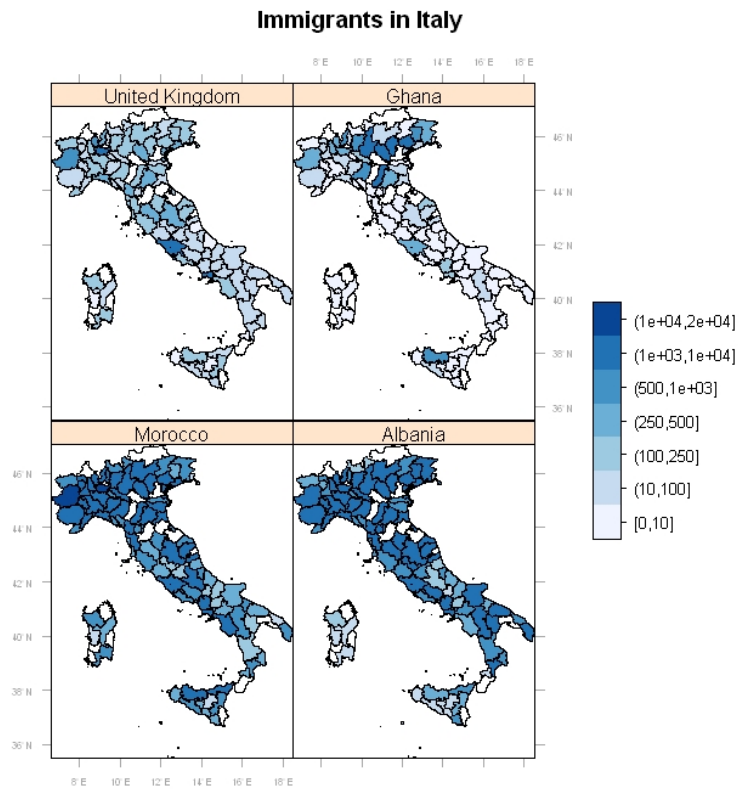 Immigrants in Italy
8°E 10°E 12°E 14°E 16°E 18°E
United Kingdom Ghana
46°N
44°N
42°N
40°N
38°N
36°N
(1e+04,2e+04]
(1e+03,1e+04]
(500,1e+03]
(250,500]
(100,250]
(10,100]
[0,10]
Morocco Albania
46°N
44°N
42°N
40°N
38°N
36°N
8°E 10°E 12°E 14°E 16°E 18°E